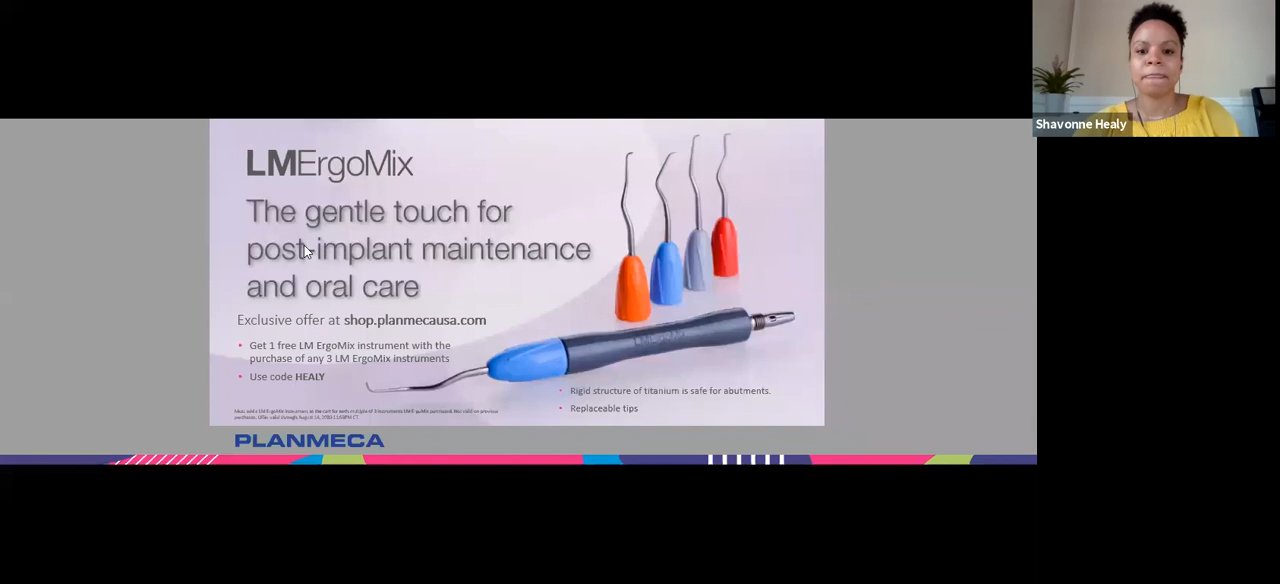 Shavonne Healy
LMErgoMix
The gentle touch for
post-implant maintenance
and oral care
Exclusive offer at shop.planmecausa.com
• Get 1 free LM ErgoMix instrument with the
purchase of any 3 LM ErgoMix instruments
• Use code HEALY
LM-ErgoMix
• Rigid structure of titanium is safe for abutments.
• Replaceable tips
PLANMECA